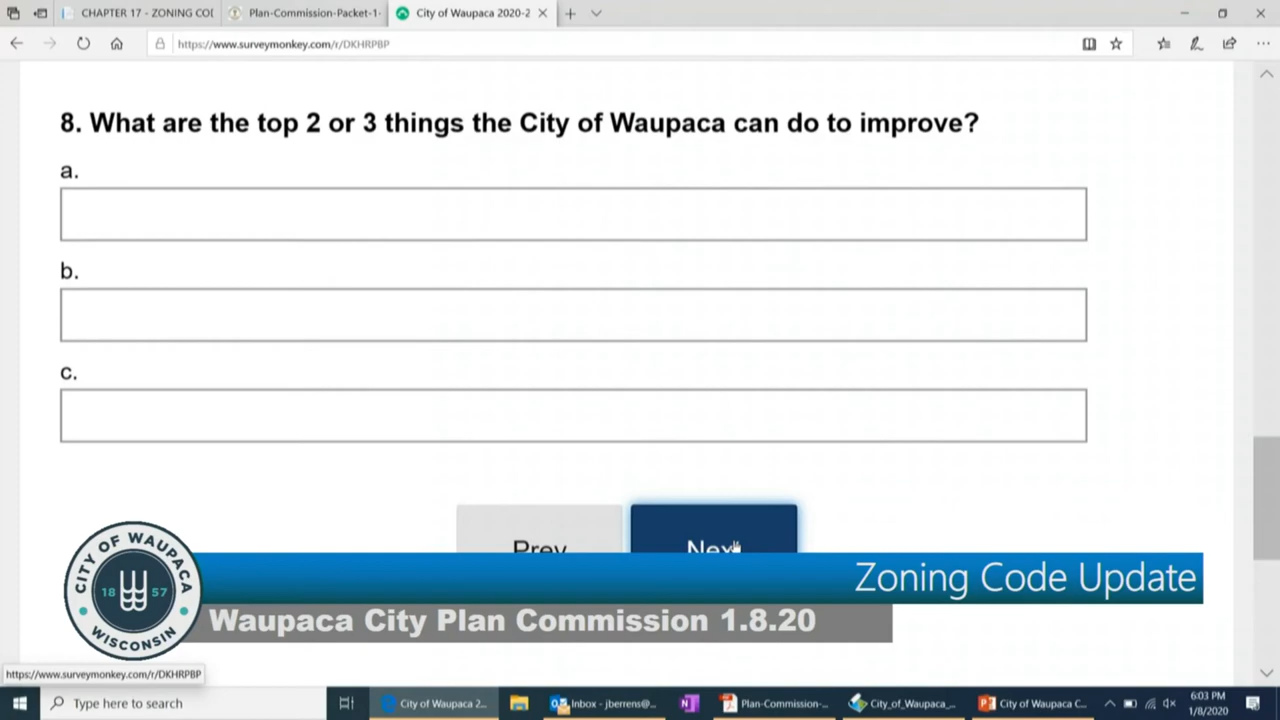 CHAPTER 17 - ZONING COD
Plan-Commission-Packet-1-
City of Waupaca 2020-2
https://www.surveymonkey.com/r/DKHRPBP
8. What are the top 2 or 3 things the City of Waupaca can do to improve?
a.
b.
c.
Prev
Next
CITY OF WAUPACA
18 57
WISCONSIN
Zoning Code Update
Waupaca City Plan Commission 1.8.20
https://www.surveymonkey.com/r/DKHRPBP
Type here to search
City of Waupaca 2...
Inbox - jberrens@...
Plan-Commission-...
City_of_Waupaca_...
City of Waupaca C...
6:03 PM
1/8/2020